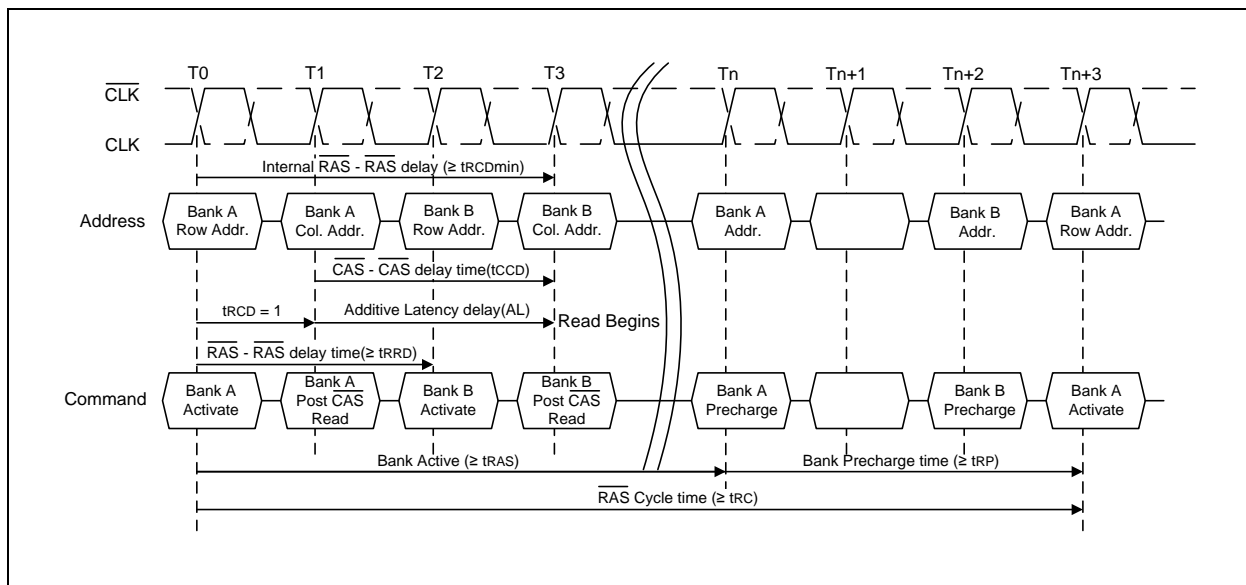 T0 T1 T2 T3 Tn Tn+1 Tn+2 Tn+3
CLK
CLK
Internal RAS - RAS delay (≥ tRCDmin)
Address
Bank A
Row Addr.
Bank A
Col. Addr.
Bank B
Row Addr.
Bank B
Col. Addr.
Bank A
Addr.
Bank B
Addr.
Bank A
Row Addr.
CAS - CAS delay time(tCCD)
tRCD = 1
Additive Latency delay(AL)
Read Begins
RAS - RAS delay time(≥ tRRD)
Command
Bank A
Activate
Bank A
Post CAS
Read
Bank B
Activate
Bank B
Post CAS
Read
Bank A
Precharge
Bank B
Precharge
Bank A
Activate
Bank Active (≥ tRAS)
Bank Precharge time (≥ tRP)
RAS Cycle time (≥ tRC)